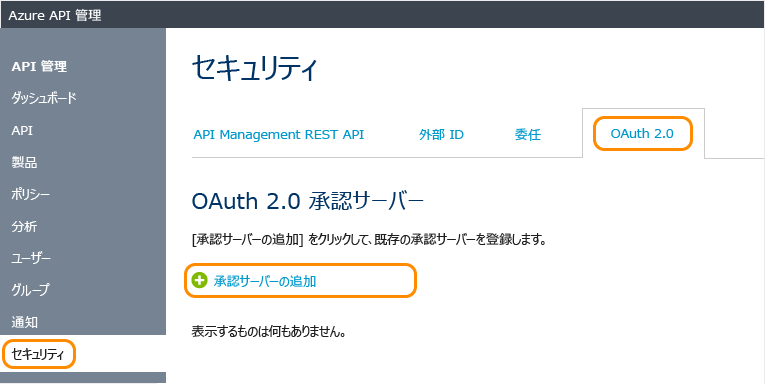 Azure API 管理
API 管理
ダッシュボード
API
製品
ポリシー
分析
ユーザー
グループ
通知
セキュリティ
セキュリティ
API Management REST API
外部 ID
委任
OAuth 2.0
OAuth 2.0 承認サーバー
[承認サーバーの追加] をクリックして、既存の承認サーバーを登録します。
承認サーバーの追加
表示するものは何もありません。